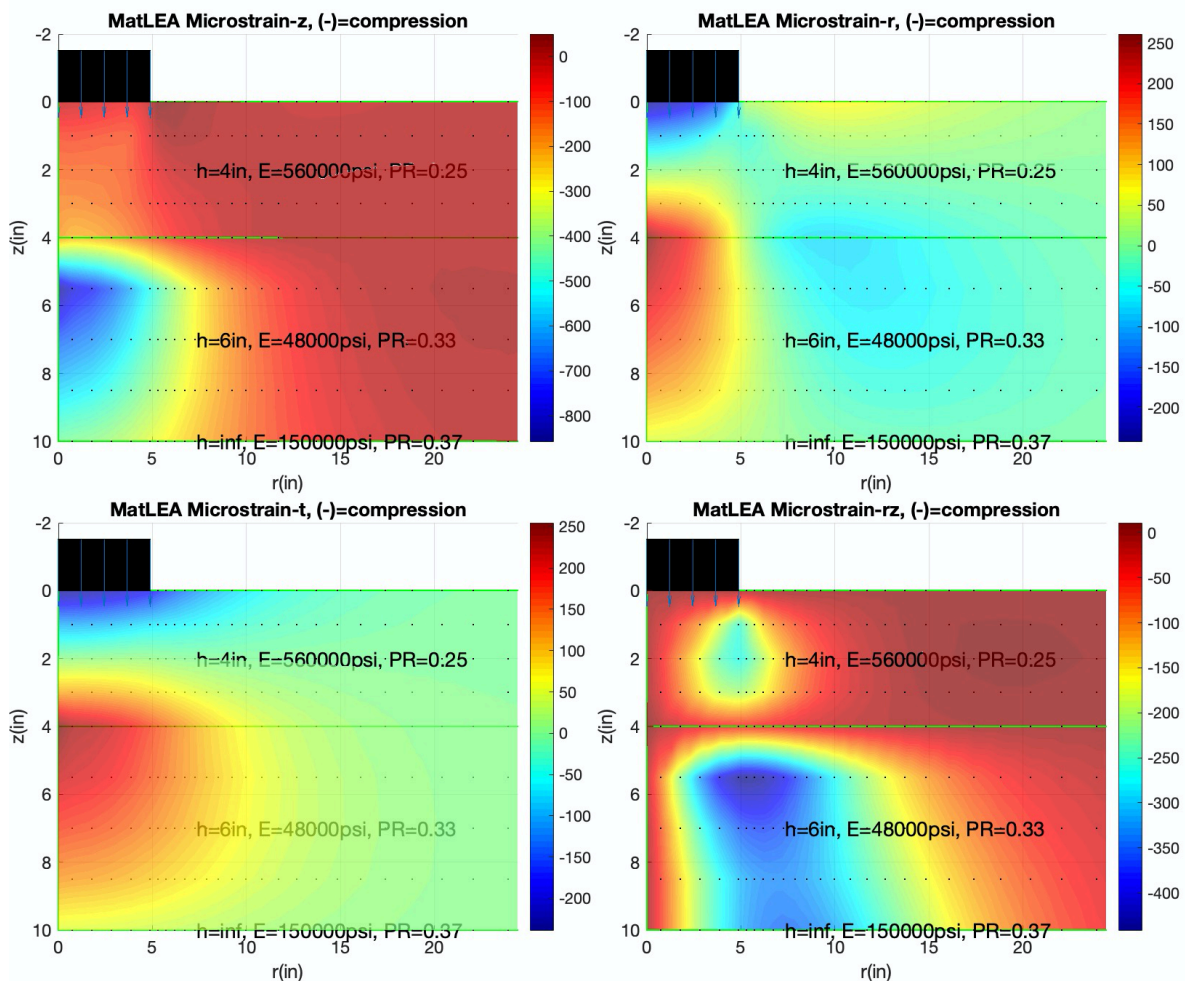 MatLEA Microstrain-z, (-)=compression
-2
0
2
4
6
8
10
z(in)
h=4in, E=560000psi, PR=0.25
h=6in, E=48000psi, PR=0.33
h=inf, E=150000psi, PR=0.37
0 5 10 15 20
r(in)
0
-100
-200
-300
-400
-500
-600
-700
-800
MatLEA Microstrain-r, (-)=compression
-2
0
2
4
6
8
10
z(in)
h=4in, E=560000psi, PR=0.25
h=6in, E=48000psi, PR=0.33
h=inf, E=150000psi, PR=0.37
0 5 10 15 20
r(in)
250
200
150
100
50
0
-50
-100
-150
-200
MatLEA Microstrain-t, (-)=compression
-2
0
2
4
6
8
10
z(in)
h=4in, E=560000psi, PR=0.25
h=6in, E=48000psi, PR=0.33
h=inf, E=150000psi, PR=0.37
0 5 10 15 20
r(in)
250
200
150
100
50
0
-50
-100
-150
-200
MatLEA Microstrain-rz, (-)=compression
-2
0
2
4
6
8
10
z(in)
h=4in, E=560000psi, PR=0.25
h=6in, E=48000psi, PR=0.33
h=inf, E=150000psi, PR=0.37
0 5 10 15 20
r(in)
0
-50
-100
-150
-200
-250
-300
-350
-400